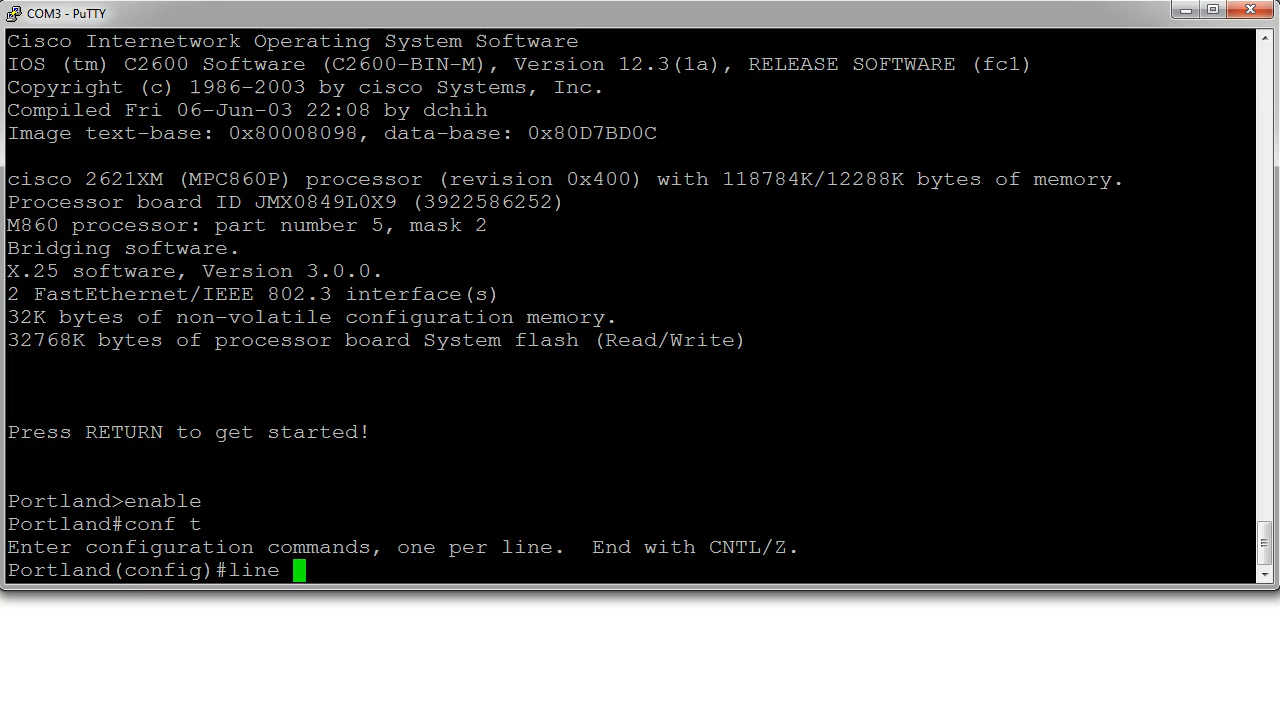 COM3 - PuTTY
Cisco Internetwork Operating System Software
IOS (tm) C2600 Software (C2600-BIN-M), Version 12.3(1a), RELEASE SOFTWARE (fc1)
Copyright (c) 1986-2003 by cisco Systems, Inc.
Compiled Fri 06-Jun-03 22:08 by dchih
Image text-base: 0x80008098, data-base: 0x80D7BD0C
cisco 2621XM (MPC860P) processor (revision 0x400) with 118784K/12288K bytes of memory.
Processor board ID JMX0849L0X9 (3922586252)
M860 processor: part number 5, mask 2
Bridging software.
X.25 software, Version 3.0.0.
2 FastEthernet/IEEE 802.3 interface(s)
32K bytes of non-volatile configuration memory.
32768K bytes of processor board System flash (Read/Write)
Press RETURN to get started!
Portland>enable
Portland#conf t
Enter configuration commands, one per line.  End with CNTL/Z.
Portland(config)#line